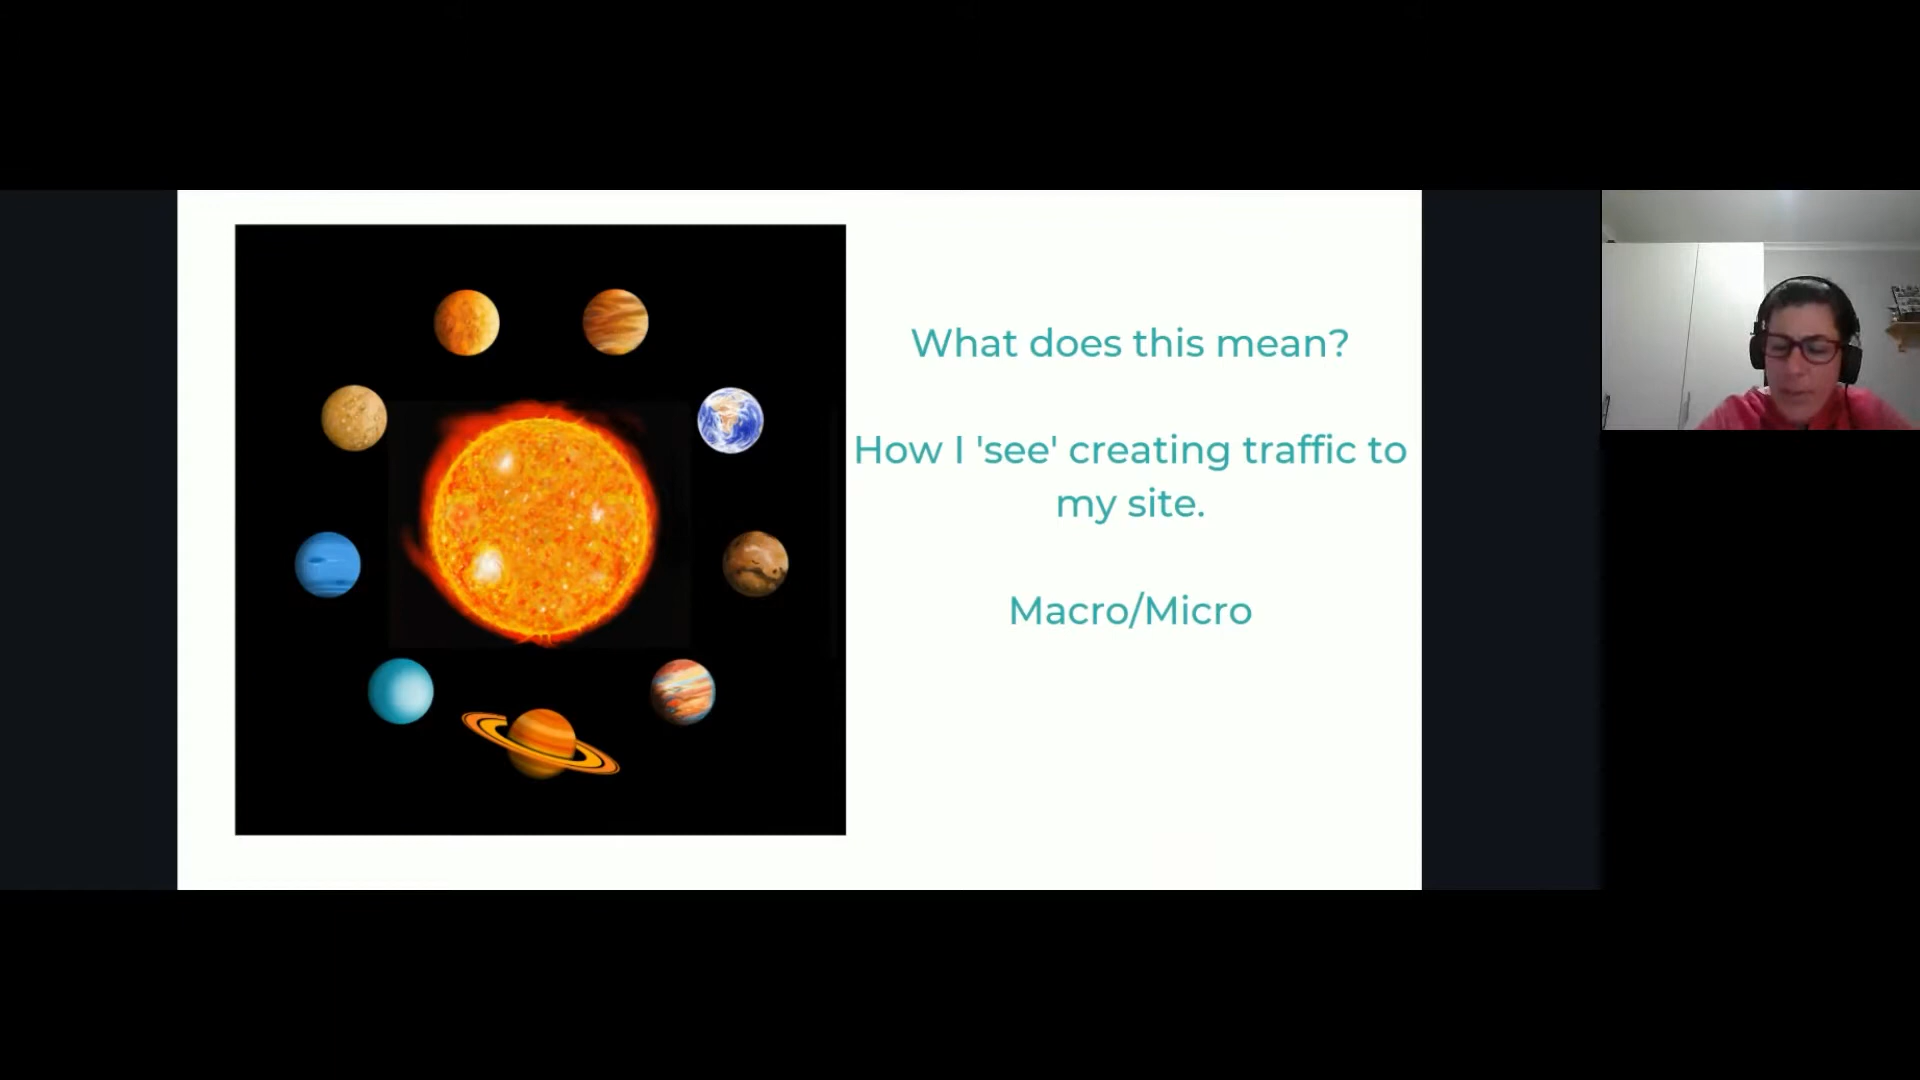 What does this mean?
How I 'see' creating traffic to
my site.
Macro/Micro